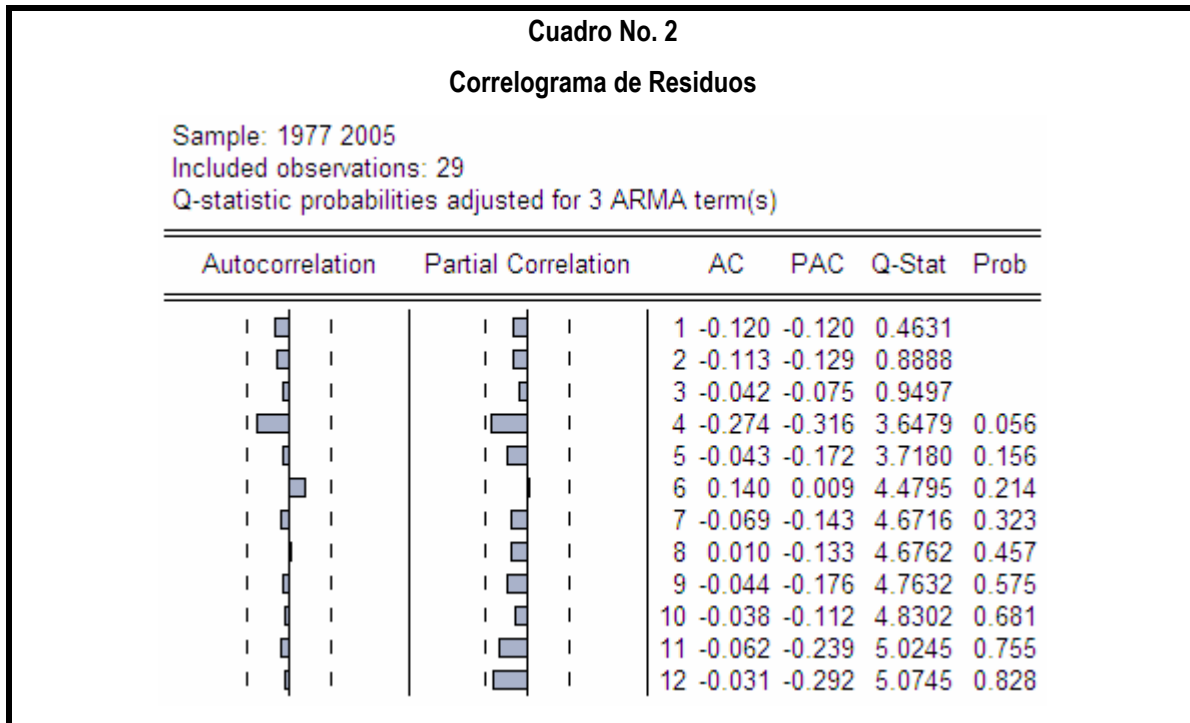 Cuadro No. 2
Correlograma de Residuos
Sample: 1977 2005
Included observations: 29
Q-statistic probabilities adjusted for 3 ARMA term(s)
Autocorrelation Partial Correlation AC PAC Q-Stat Prob
1 -0.120 -0.120 0.4631
2 -0.113 -0.129 0.8888
3 -0.042 -0.075 0.9497
4 -0.274 -0.316 3.6479 0.056
5 -0.043 -0.172 3.7180 0.156
6 0.140 0.009 4.4795 0.214
7 -0.069 -0.143 4.6716 0.323
8 0.010 -0.133 4.6762 0.457
9 -0.044 -0.176 4.7632 0.575
10 -0.038 -0.112 4.8302 0.681
11 -0.062 -0.239 5.0245 0.755
12 -0.031 -0.292 5.0745 0.828